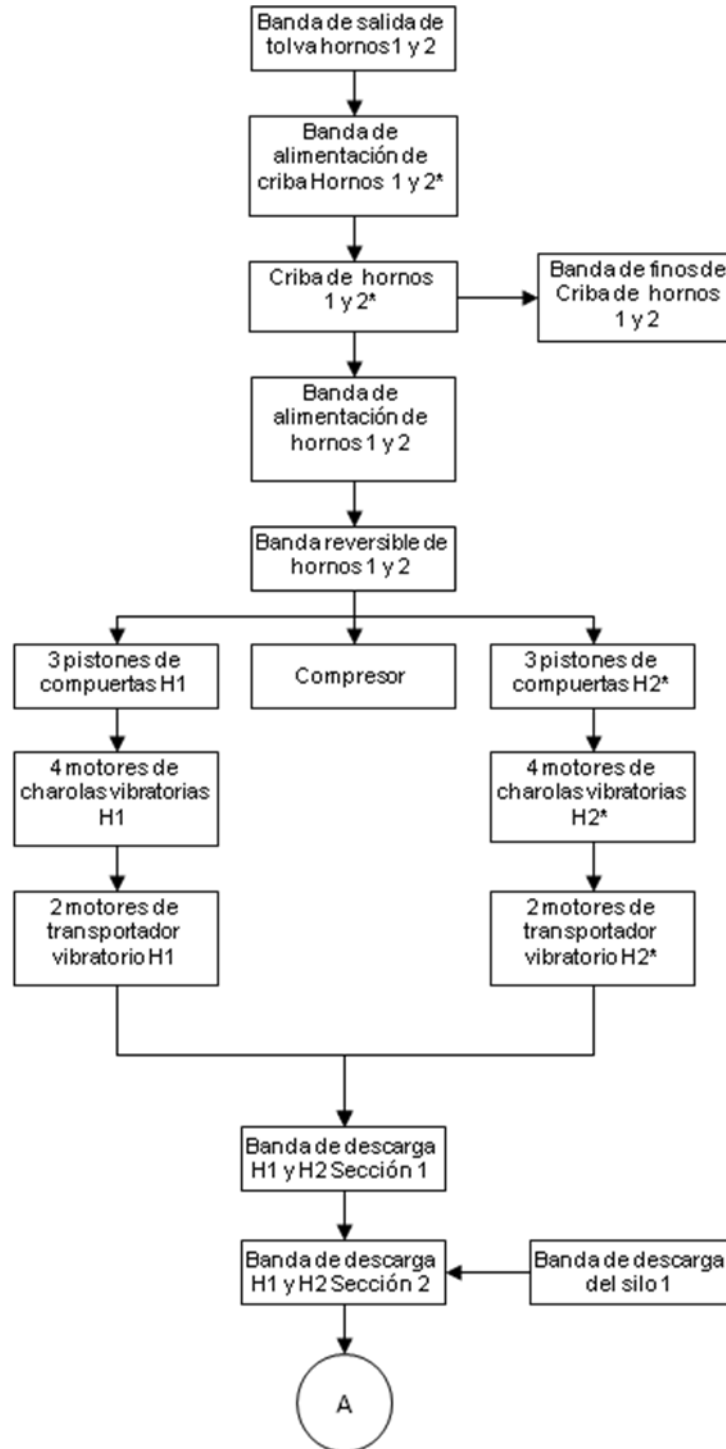 Banda de salida de
tolva hornos 1 y 2
Banda de
alimentación de
criba Hornos 1 y 2*
Criba de hornos
1 y 2*
Banda de finos de
Criba de hornos
1 y 2
Banda de
alimentación de
hornos 1 y 2
Banda reversible de
hornos 1 y 2
3 pistones de
compuertas H1
Compresor
3 pistones de
compuertas H2*
4 motores de
charolas vibratorias
H1
4 motores de
charolas vibratorias
H2*
2 motores de
transportador
vibratorio H1
2 motores de
transportador
vibratorio H2*
Banda de descarga
H1 y H2 Sección 1
Banda de descarga
H1 y H2 Sección 2
Banda de descarga
del silo 1
A